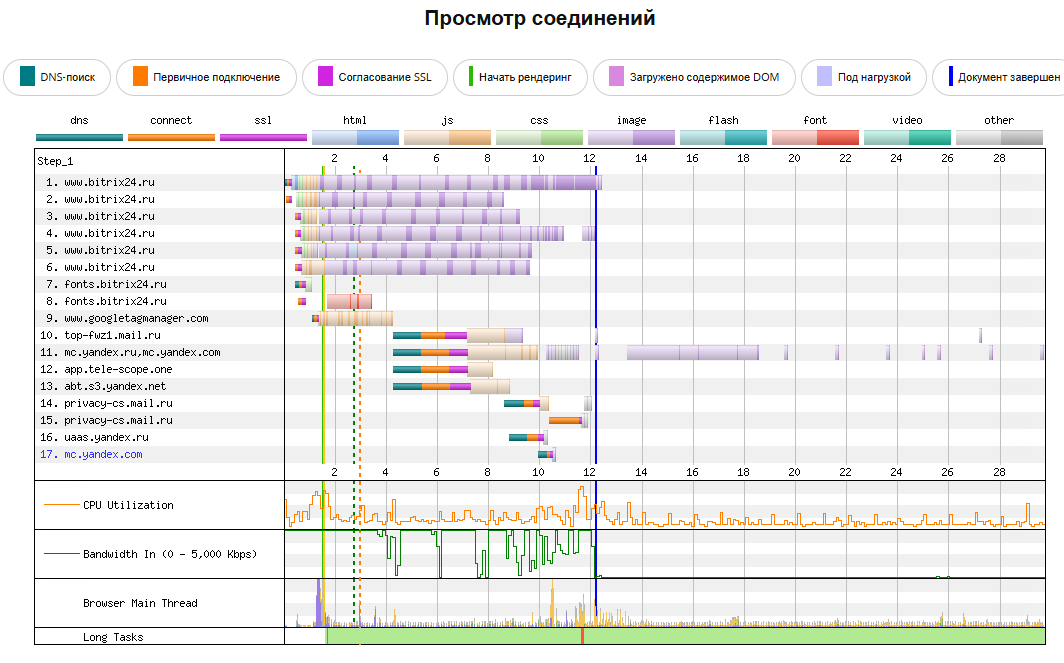 Просмотр соединений
DNS-поиск Первичное подключение Согласование SSL Начать рендеринг Загружено содержимое DOM Под нагрузкой Документ завершен
dns connect ssl html js css image flash font video other
Step_1 2 4 6 8 10 12 14 16 18 20 22 24 26 28
1. www.bitrix24.ru
2. www.bitrix24.ru
3. www.bitrix24.ru
4. www.bitrix24.ru
5. www.bitrix24.ru
6. www.bitrix24.ru
7. fonts.bitrix24.ru
8. fonts.bitrix24.ru
9. www.googletagmanager.com
10. top-fwz1.mail.ru
11. mc.yandex.ru,mc.yandex.com
12. app.tele-scope.one
13. abt.s3.yandex.net
14. privacy-cs.mail.ru
15. privacy-cs.mail.ru
16. uaas.yandex.ru
17. mc.yandex.com
2 4 6 8 10 12 14 16 18 20 22 24 26 28
CPU Utilization
Bandwidth In (0 - 5,000 Kbps)
Browser Main Thread
Long Tasks